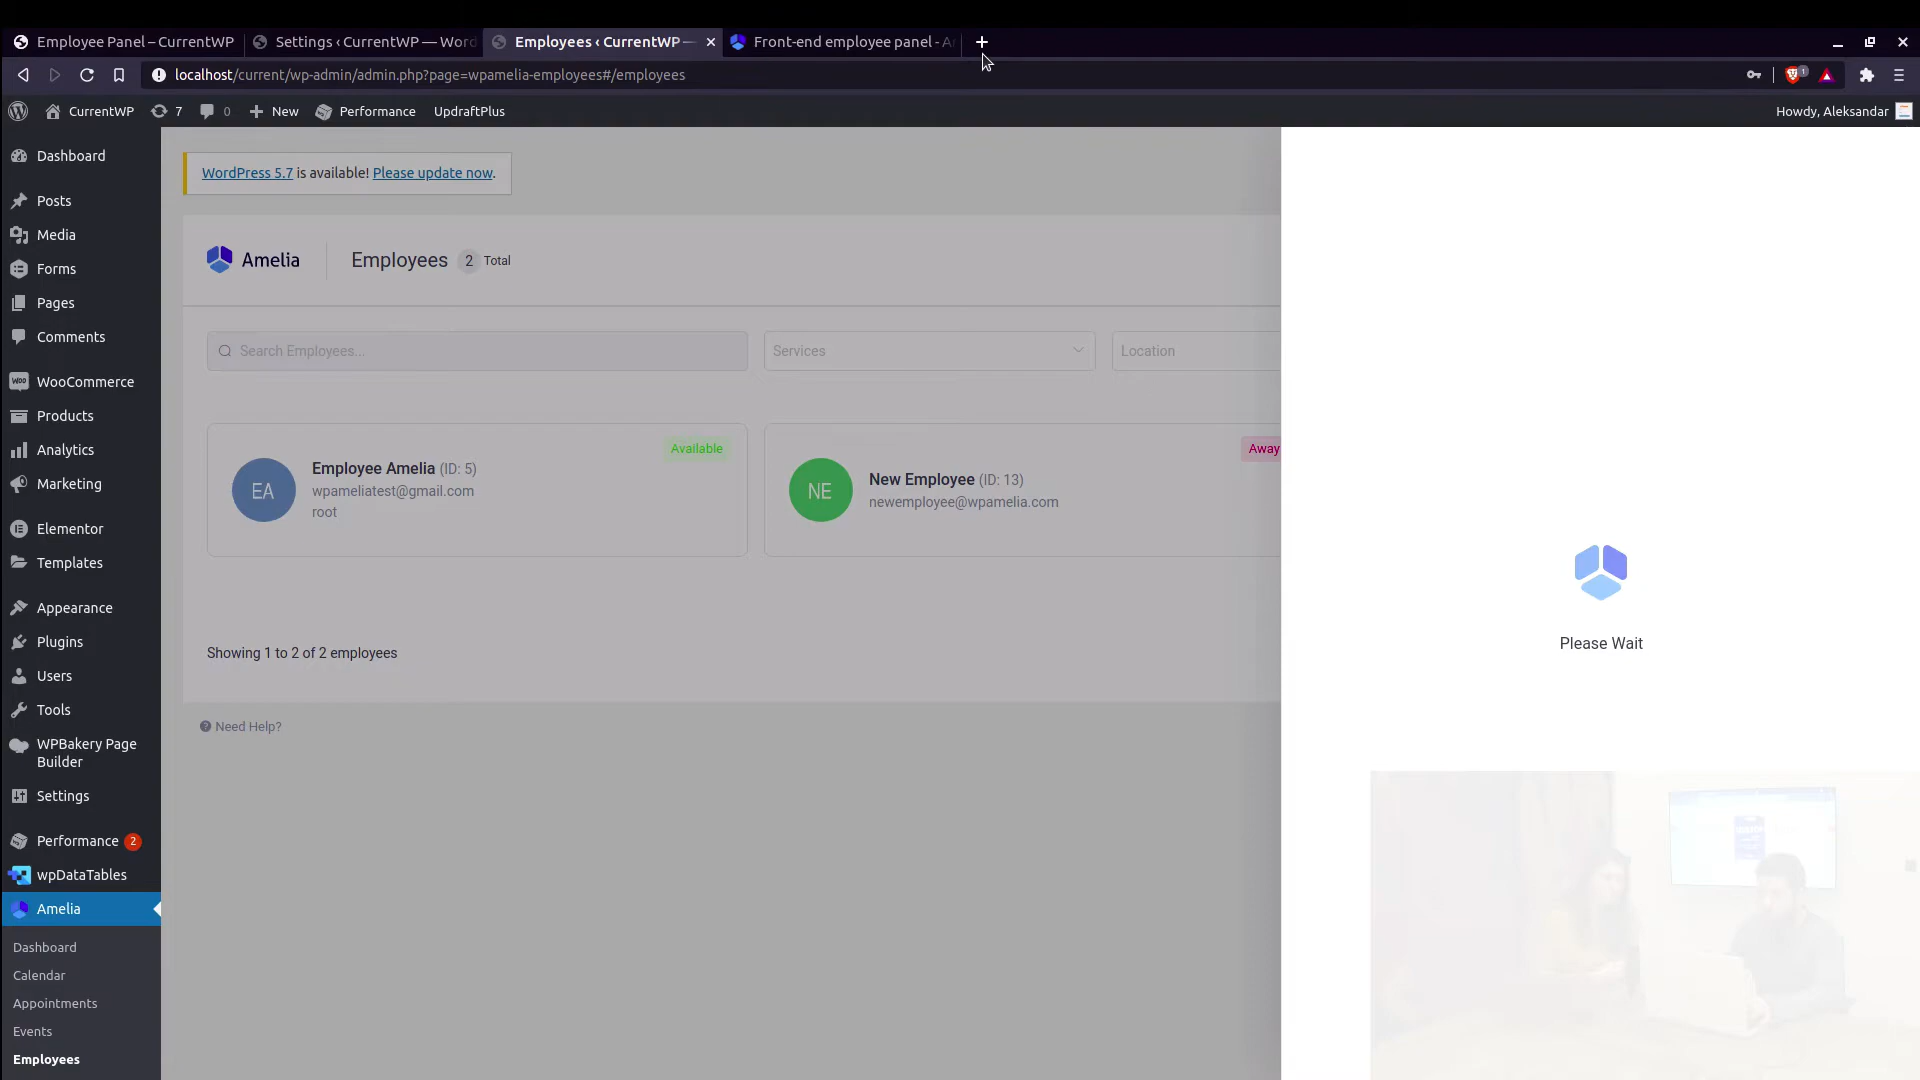 Employee Panel – CurrentWP
Settings ‹ CurrentWP — Word
Employees ‹ CurrentWP —
Front-end employee panel - A
localhost/current/wp-admin/admin.php?page=wpamelia-employees#/employees
1
CurrentWP
7
0
New
Performance
UpdraftPlus
Howdy, Aleksandar
Dashboard
Posts
Media
Forms
Pages
Comments
WooCommerce
Products
Analytics
Marketing
Elementor
Templates
Appearance
Plugins
Users
Tools
WPBakery Page
Builder
Settings
Performance 2
wpDataTables
Amelia
Dashboard
Calendar
Appointments
Events
Employees
WordPress 5.7 is available! Please update now.
Amelia
Employees 2 Total
Search Employees...
Services
Location
Available
EA
Employee Amelia (ID: 5)
wpameliatest@gmail.com
root
Away
NE
New Employee (ID: 13)
newemployee@wpamelia.com
Showing 1 to 2 of 2 employees
Need Help?
Please Wait